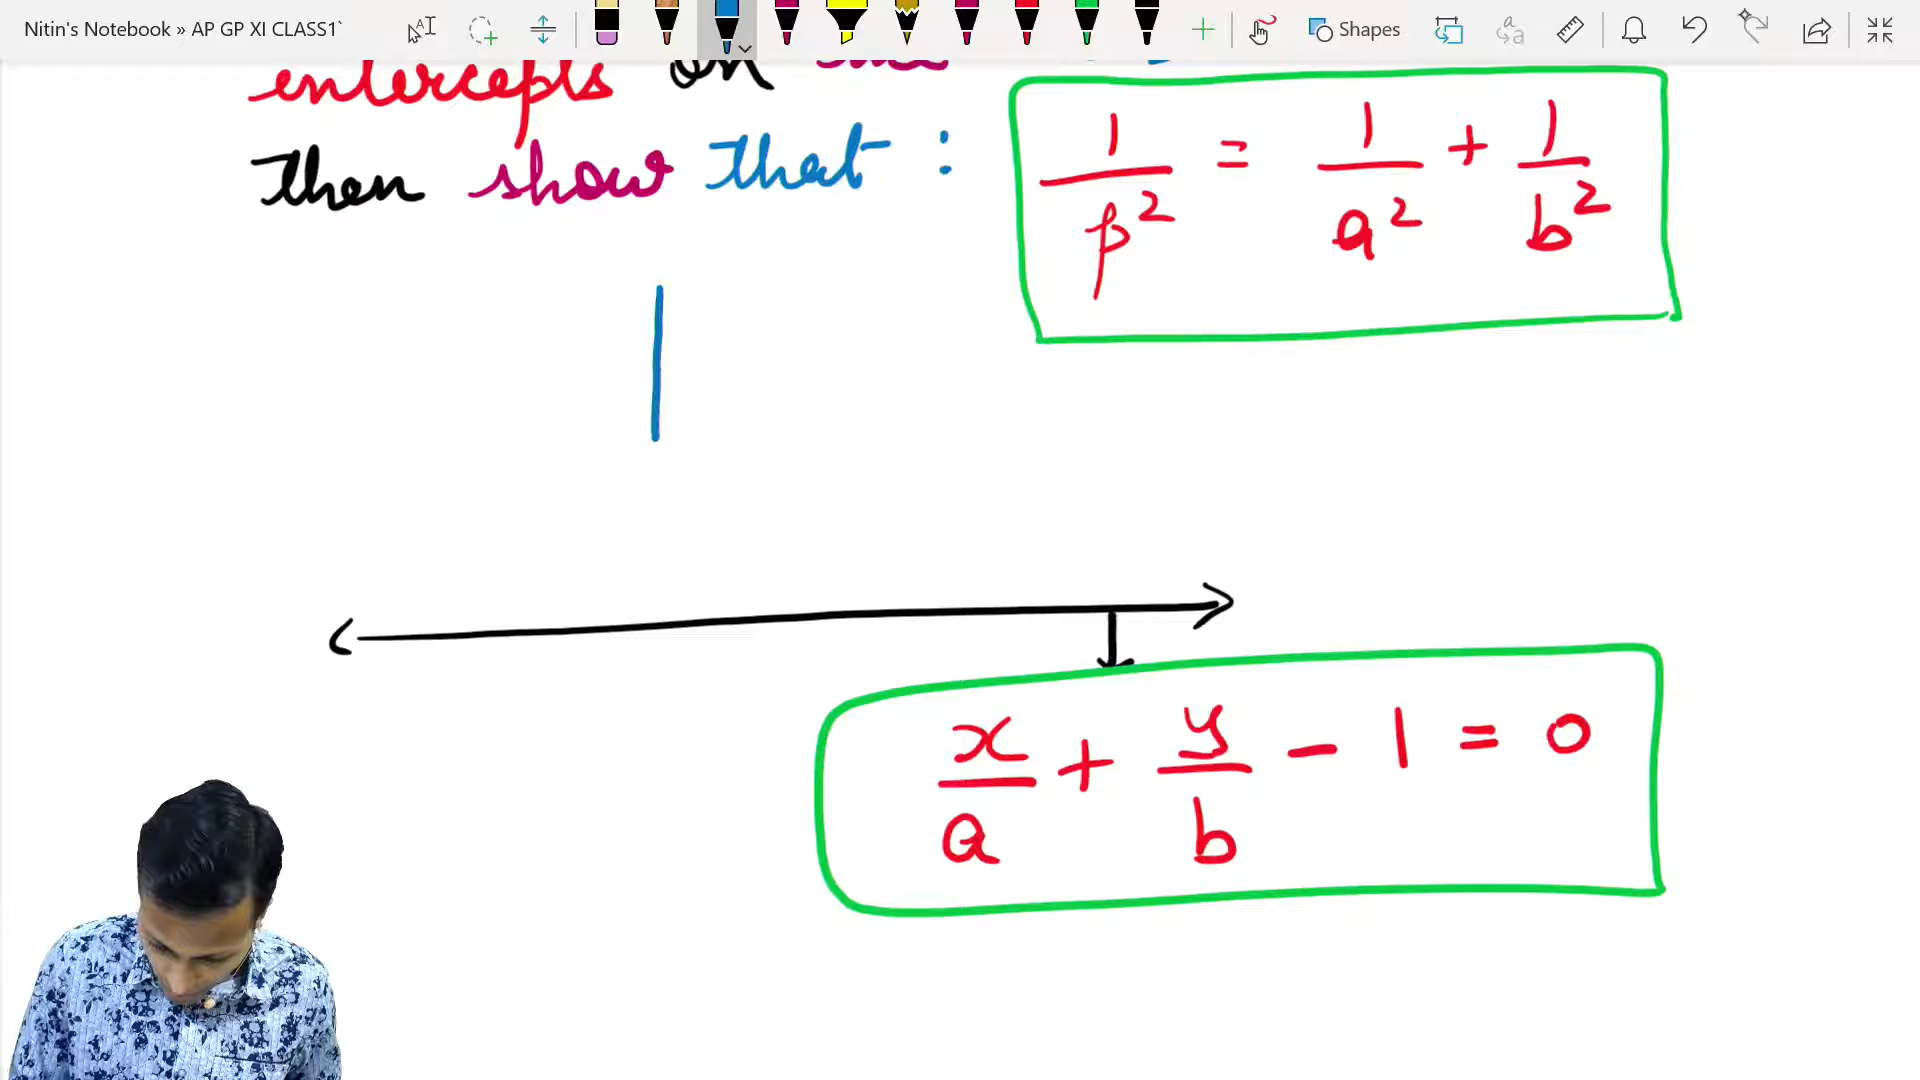 Nitin's Notebook » AP GP XI CLASS1`
Shapes
intercepts on
then show that : 1/p² = 1/a² + 1/b²
x/a + y/b - 1 = 0